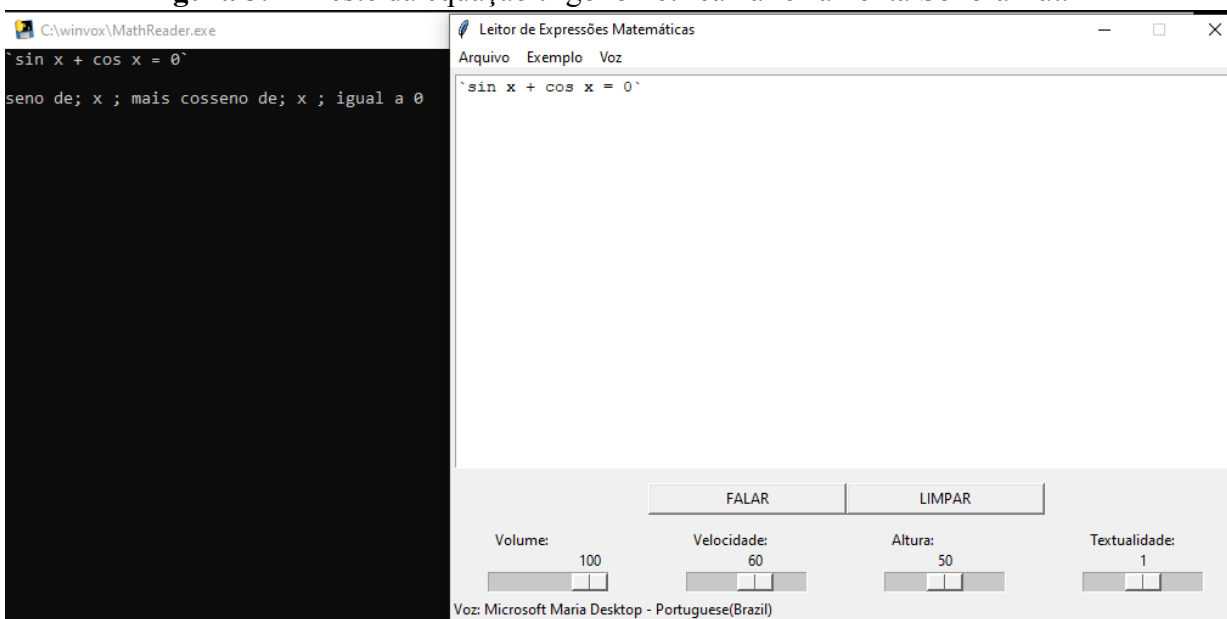 C:\winvox\MathReader.exe
`sin x + cos x = 0`
seno de; x ; mais cosseno de; x ; igual a 0
Leitor de Expressões Matemáticas
Arquivo Exemplo Voz
`sin x + cos x = 0`
FALAR LIMPAR
Volume: Velocidade: Altura: Textualidade:
100 60 50 1
Voz: Microsoft Maria Desktop - Portuguese(Brazil)